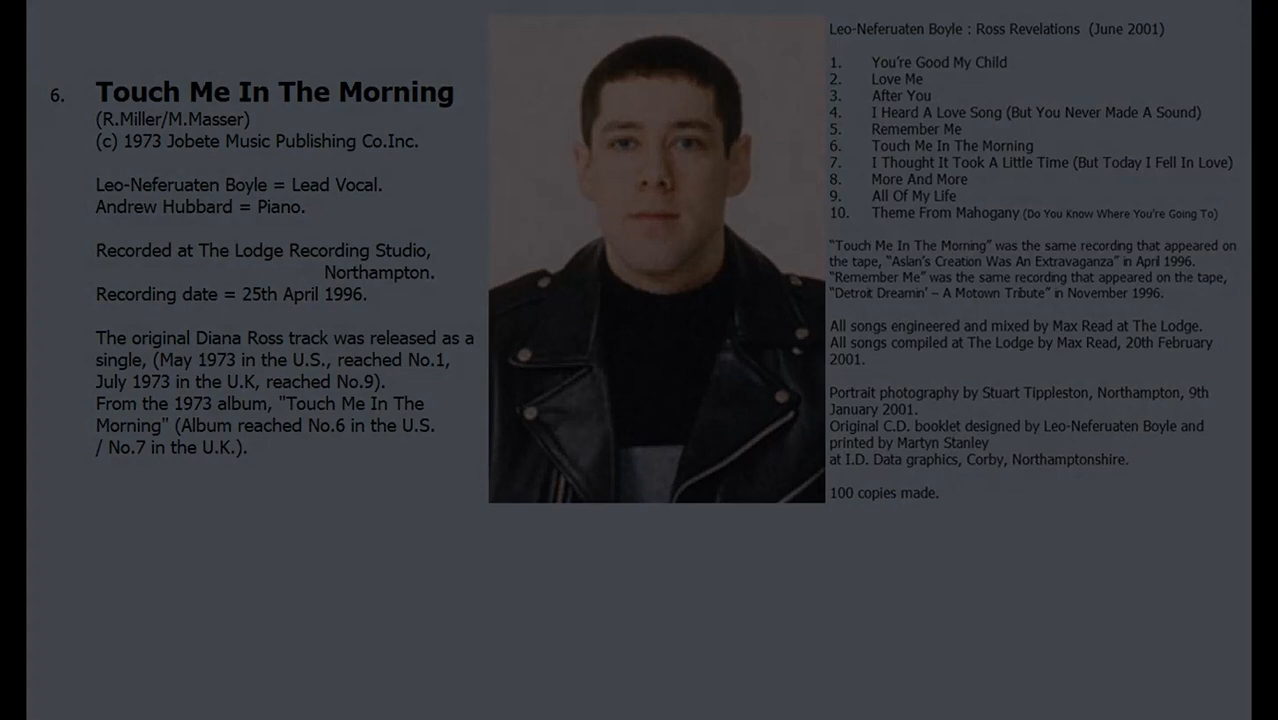 6. Touch Me In The Morning
(R.Miller/M.Masser)
(c) 1973 Jobete Music Publishing Co.Inc.
Leo-Neferuaten Boyle = Lead Vocal.
Andrew Hubbard = Piano.
Recorded at The Lodge Recording Studio,
Northampton.
Recording date = 25th April 1996.
The original Diana Ross track was released as a
single, (May 1973 in the U.S., reached No.1,
July 1973 in the U.K, reached No.9).
From the 1973 album, "Touch Me In The
Morning" (Album reached No.6 in the U.S.
/ No.7 in the U.K.).
Leo-Neferuaten Boyle : Ross Revelations (June 2001)
1. You're Good My Child
2. Love Me
3. After You
4. I Heard A Love Song (But You Never Made A Sound)
5. Remember Me
6. Touch Me In The Morning
7. I Thought It Took A Little Time (But Today I Fell In Love)
8. More And More
9. All Of My Life
10. Theme From Mahogany (Do You Know Where You're Going To)
"Touch Me In The Morning" was the same recording that appeared on
the tape, "Aslan's Creation Was An Extravaganza" in April 1996.
"Remember Me" was the same recording that appeared on the tape,
"Detroit Dreamin' – A Motown Tribute" in November 1996.
All songs engineered and mixed by Max Read at The Lodge.
All songs compiled at The Lodge by Max Read, 20th February
2001.
Portrait photography by Stuart Tippleston, Northampton, 9th
January 2001.
Original C.D. booklet designed by Leo-Neferuaten Boyle and
printed by Martyn Stanley
at I.D. Data graphics, Corby, Northamptonshire.
100 copies made.